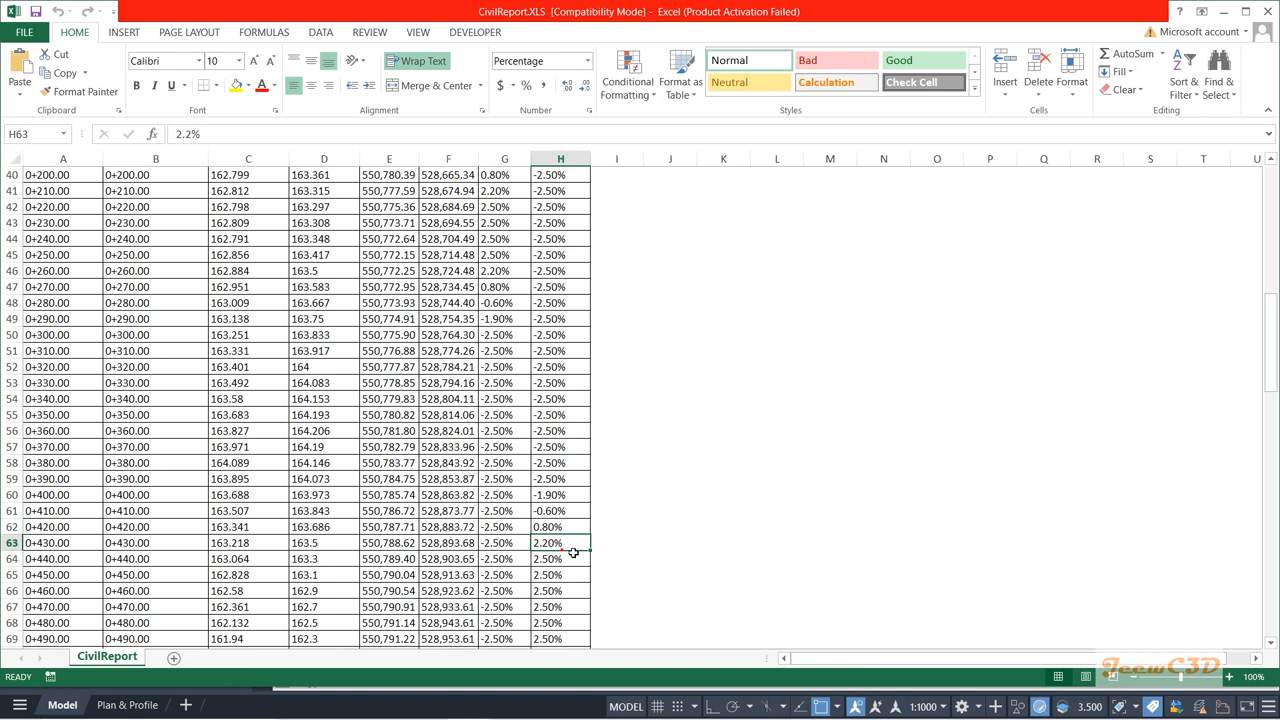 CivilReport.XLS [Compatibility Mode] - Excel (Product Activation Failed)
FILE HOME INSERT PAGE LAYOUT FORMULAS DATA REVIEW VIEW DEVELOPER Microsoft account
Paste Cut Copy Format Painter Clipboard
Calibri 10 B I U A Font
Wrap Text Merge & Center Alignment
Percentage $ % , Number
Conditional Formatting Format as Table
Normal Bad Good
Neutral Calculation Check Cell
Styles
Insert Delete Format Cells
AutoSum Fill Clear Sort & Filter Find & Select Editing
H63 fx 2.2%
A B C D E F G H I J K L M N O P Q R S T U
40 0+200.00 0+200.00 162.799 163.361 550,780.39 528,665.34 0.80% -2.50%
41 0+210.00 0+210.00 162.812 163.315 550,777.59 528,674.94 2.20% -2.50%
42 0+220.00 0+220.00 162.798 163.297 550,775.36 528,684.69 2.50% -2.50%
43 0+230.00 0+230.00 162.809 163.308 550,773.71 528,694.55 2.50% -2.50%
44 0+240.00 0+240.00 162.791 163.348 550,772.64 528,704.49 2.50% -2.50%
45 0+250.00 0+250.00 162.856 163.417 550,772.15 528,714.48 2.50% -2.50%
46 0+260.00 0+260.00 162.884 163.5 550,772.25 528,724.48 2.20% -2.50%
47 0+270.00 0+270.00 162.951 163.583 550,772.95 528,734.45 0.80% -2.50%
48 0+280.00 0+280.00 163.009 163.667 550,773.93 528,744.40 -0.60% -2.50%
49 0+290.00 0+290.00 163.138 163.75 550,774.91 528,754.35 -1.90% -2.50%
50 0+300.00 0+300.00 163.251 163.833 550,775.90 528,764.30 -2.50% -2.50%
51 0+310.00 0+310.00 163.331 163.917 550,776.88 528,774.26 -2.50% -2.50%
52 0+320.00 0+320.00 163.401 164 550,777.87 528,784.21 -2.50% -2.50%
53 0+330.00 0+330.00 163.492 164.083 550,778.85 528,794.16 -2.50% -2.50%
54 0+340.00 0+340.00 163.58 164.153 550,779.83 528,804.11 -2.50% -2.50%
55 0+350.00 0+350.00 163.683 164.193 550,780.82 528,814.06 -2.50% -2.50%
56 0+360.00 0+360.00 163.827 164.206 550,781.80 528,824.01 -2.50% -2.50%
57 0+370.00 0+370.00 163.971 164.19 550,782.79 528,833.96 -2.50% -2.50%
58 0+380.00 0+380.00 164.089 164.146 550,783.77 528,843.92 -2.50% -2.50%
59 0+390.00 0+390.00 163.895 164.073 550,784.75 528,853.87 -2.50% -2.50%
60 0+400.00 0+400.00 163.688 163.973 550,785.74 528,863.82 -2.50% -1.90%
61 0+410.00 0+410.00 163.507 163.843 550,786.72 528,873.77 -2.50% -0.60%
62 0+420.00 0+420.00 163.341 163.686 550,787.71 528,883.72 -2.50% 0.80%
63 0+430.00 0+430.00 163.218 163.5 550,788.62 528,893.68 -2.50% 2.20%
64 0+440.00 0+440.00 163.064 163.3 550,789.40 528,903.65 -2.50% 2.50%
65 0+450.00 0+450.00 162.828 163.1 550,790.04 528,913.63 -2.50% 2.50%
66 0+460.00 0+460.00 162.58 162.9 550,790.54 528,923.62 -2.50% 2.50%
67 0+470.00 0+470.00 162.361 162.7 550,790.91 528,933.61 -2.50% 2.50%
68 0+480.00 0+480.00 162.132 162.5 550,791.14 528,943.61 -2.50% 2.50%
69 0+490.00 0+490.00 161.94 162.3 550,791.22 528,953.61 -2.50% 2.50%
CivilReport
READY JeewC3D 100%
Model Plan & Profile MODEL 1:1000 3.500